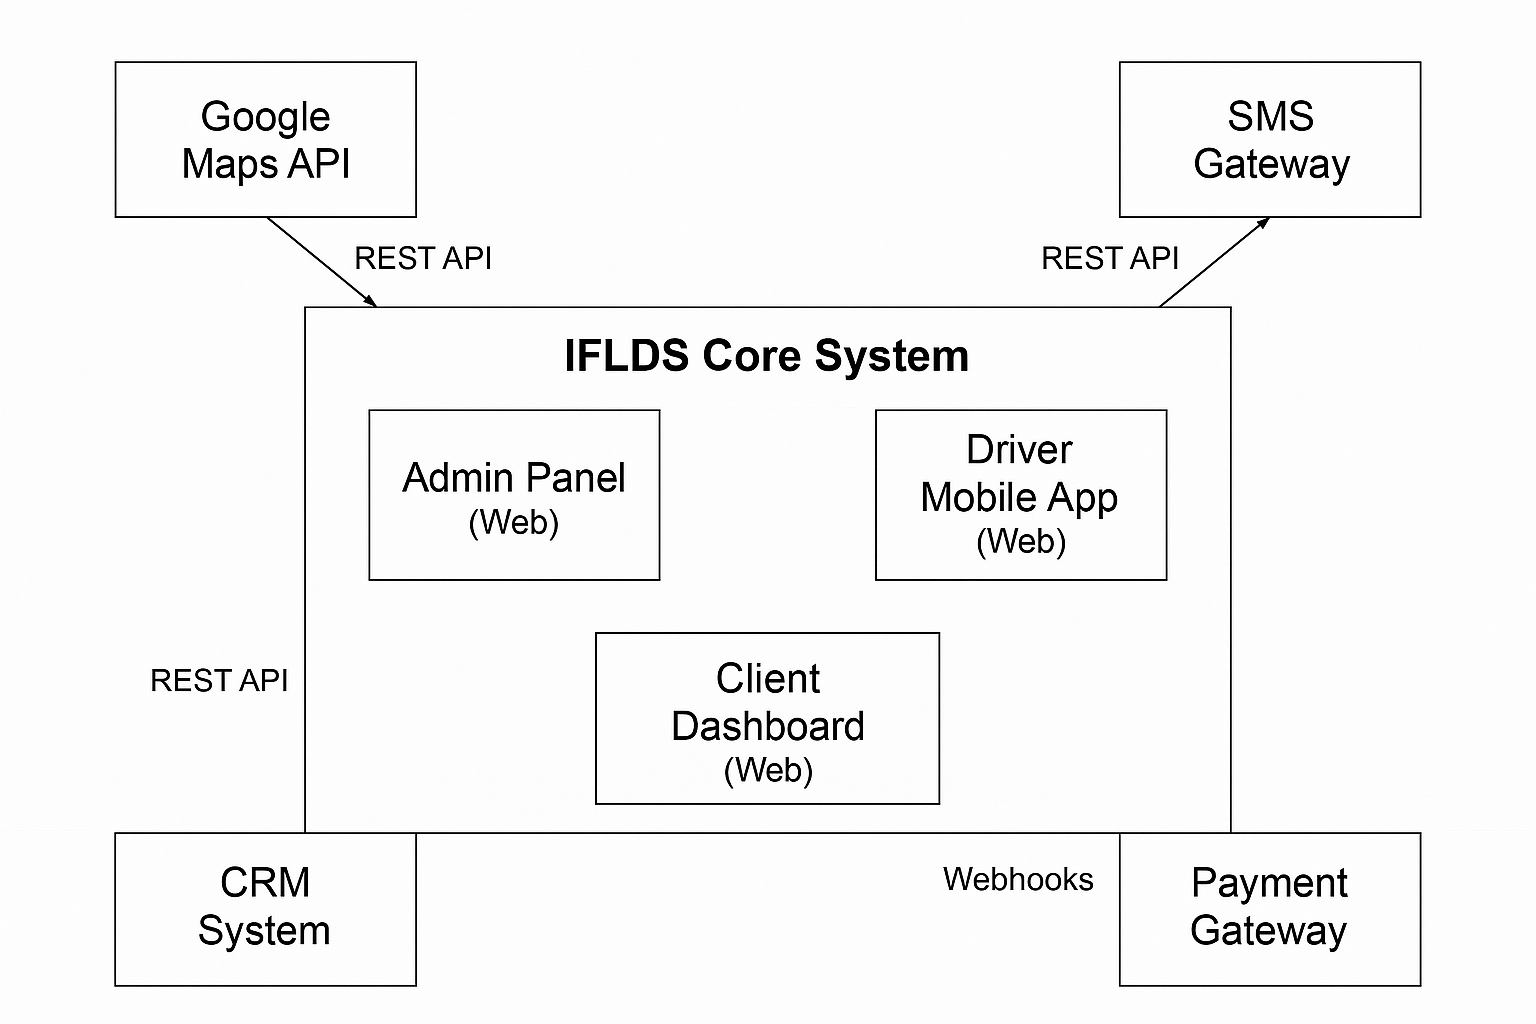 Google
Maps API
SMS
Gateway
REST API
REST API
IFLDS Core System
Admin Panel
(Web)
Driver
Mobile App
(Web)
REST API
Client
Dashboard
(Web)
CRM
System
Webhooks
Payment
Gateway